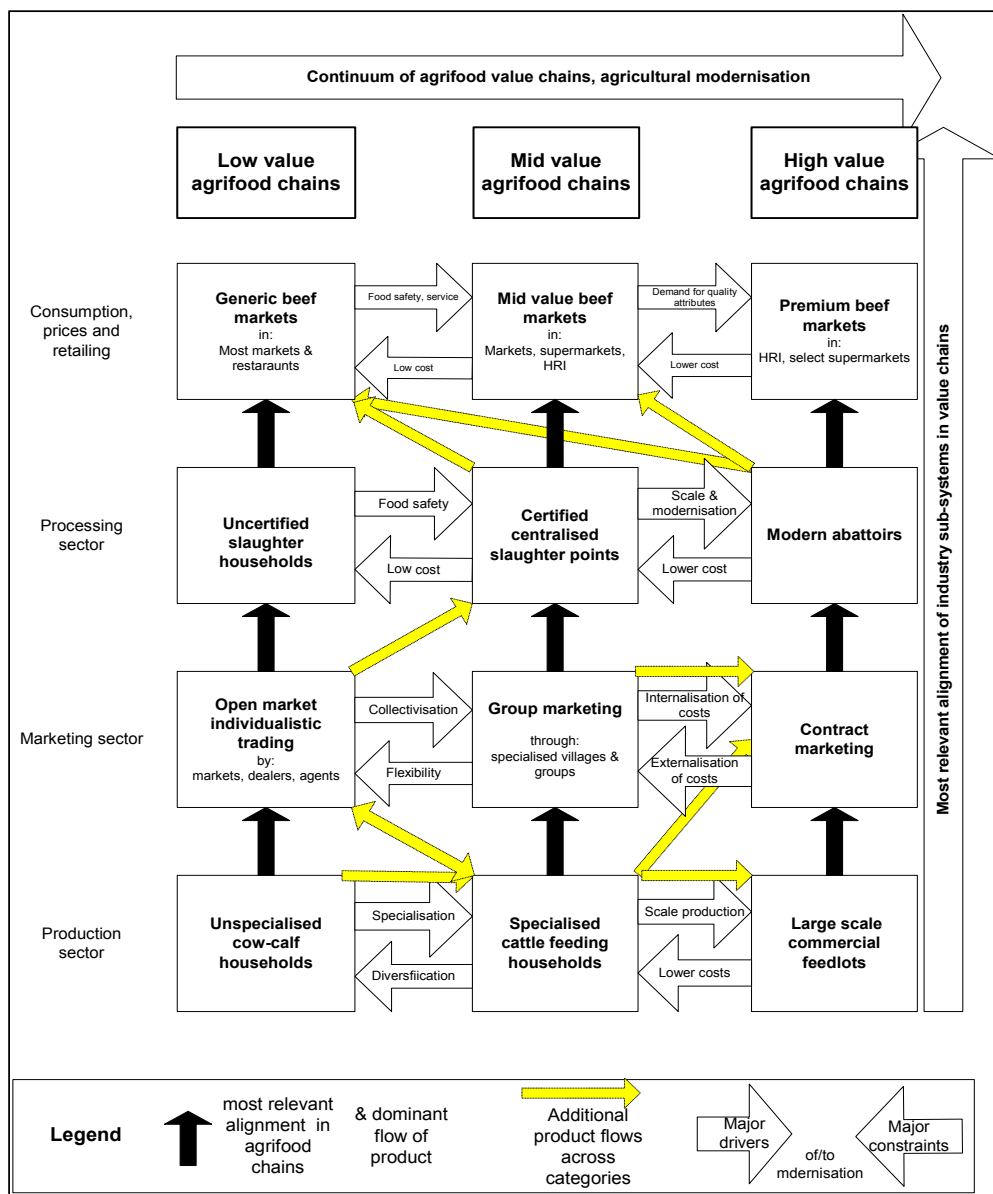 Continuum of agrifood value chains, agricultural modernisation
Low value
agrifood chains
Mid value
agrifood chains
High value
agrifood chains
Most relevant alignment of industry sub-systems in value chains
Consumption,
prices and
retailing
Generic beef
markets
in:
Most markets &
restaraunts
Food safety, service
Low cost
Mid value beef
markets
in:
Markets, supermarkets,
HRI
Demand for quality
attributes
Lower cost
Premium beef
markets
in:
HRI, select supermarkets
Processing
sector
Uncertified
slaughter
households
Food safety
Low cost
Certified
centralised
slaughter points
Scale &
modernisation
Lower cost
Modern abattoirs
Marketing sector
Open market
individualistic
trading
by:
markets, dealers, agents
Collectivisation
Flexibility
Group marketing
through:
specialised villages &
groups
Internalisation of
costs
Externalisation
of costs
Contract
marketing
Production
sector
Unspecialised
cow-calf
households
Specialisation
Diversfiication
Specialised
cattle feeding
households
Scale production
Lower costs
Large scale
commercial
feedlots
Legend
most relevant
alignment in
agrifood
chains
& dominant
flow of
product
Additional
product flows
across
categories
Major
drivers
of/to
mdernisation
Major
constraints